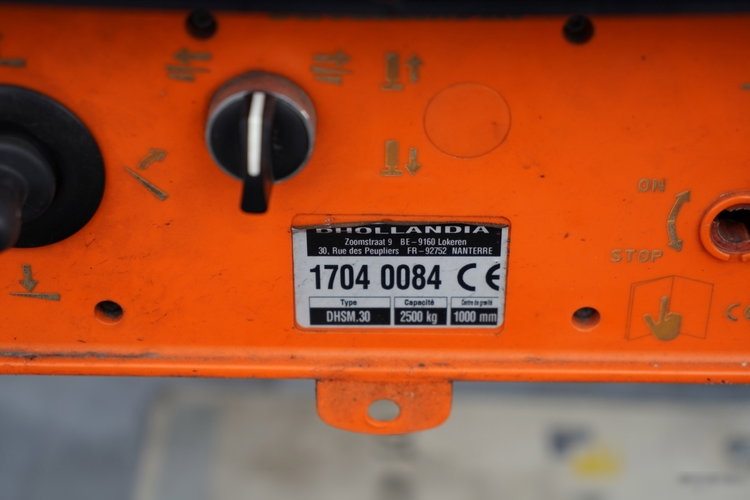 DHOLLANDIA
Zoomstraat 9 BE-9160 Lokeren
30, Rue des Peupliers FR-92752 NANTERRE
1704 0084 CE
Type Capacité Centre de gravité
DHSM.30 2500 kg 1000 mm
ON
STOP